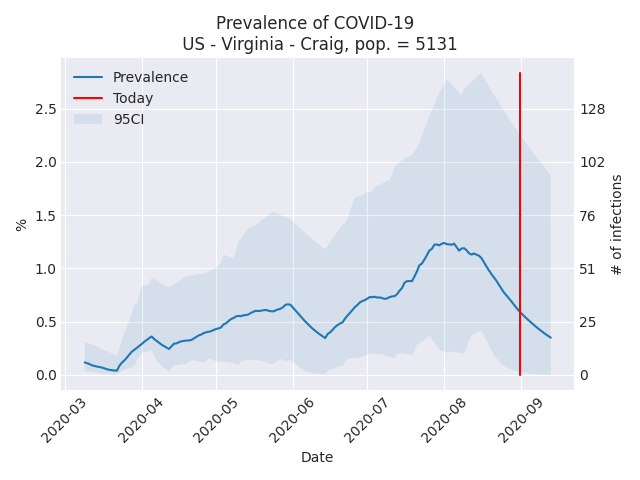 Prevalence of COVID-19
US - Virginia - Craig, pop. = 5131
Prevalence
Today
95CI
2.5
2.0
1.5
1.0
0.5
0.0
%
128
102
76
51
25
0
# of infections
2020-03
2020-04
2020-05
2020-06
2020-07
2020-08
2020-09
Date